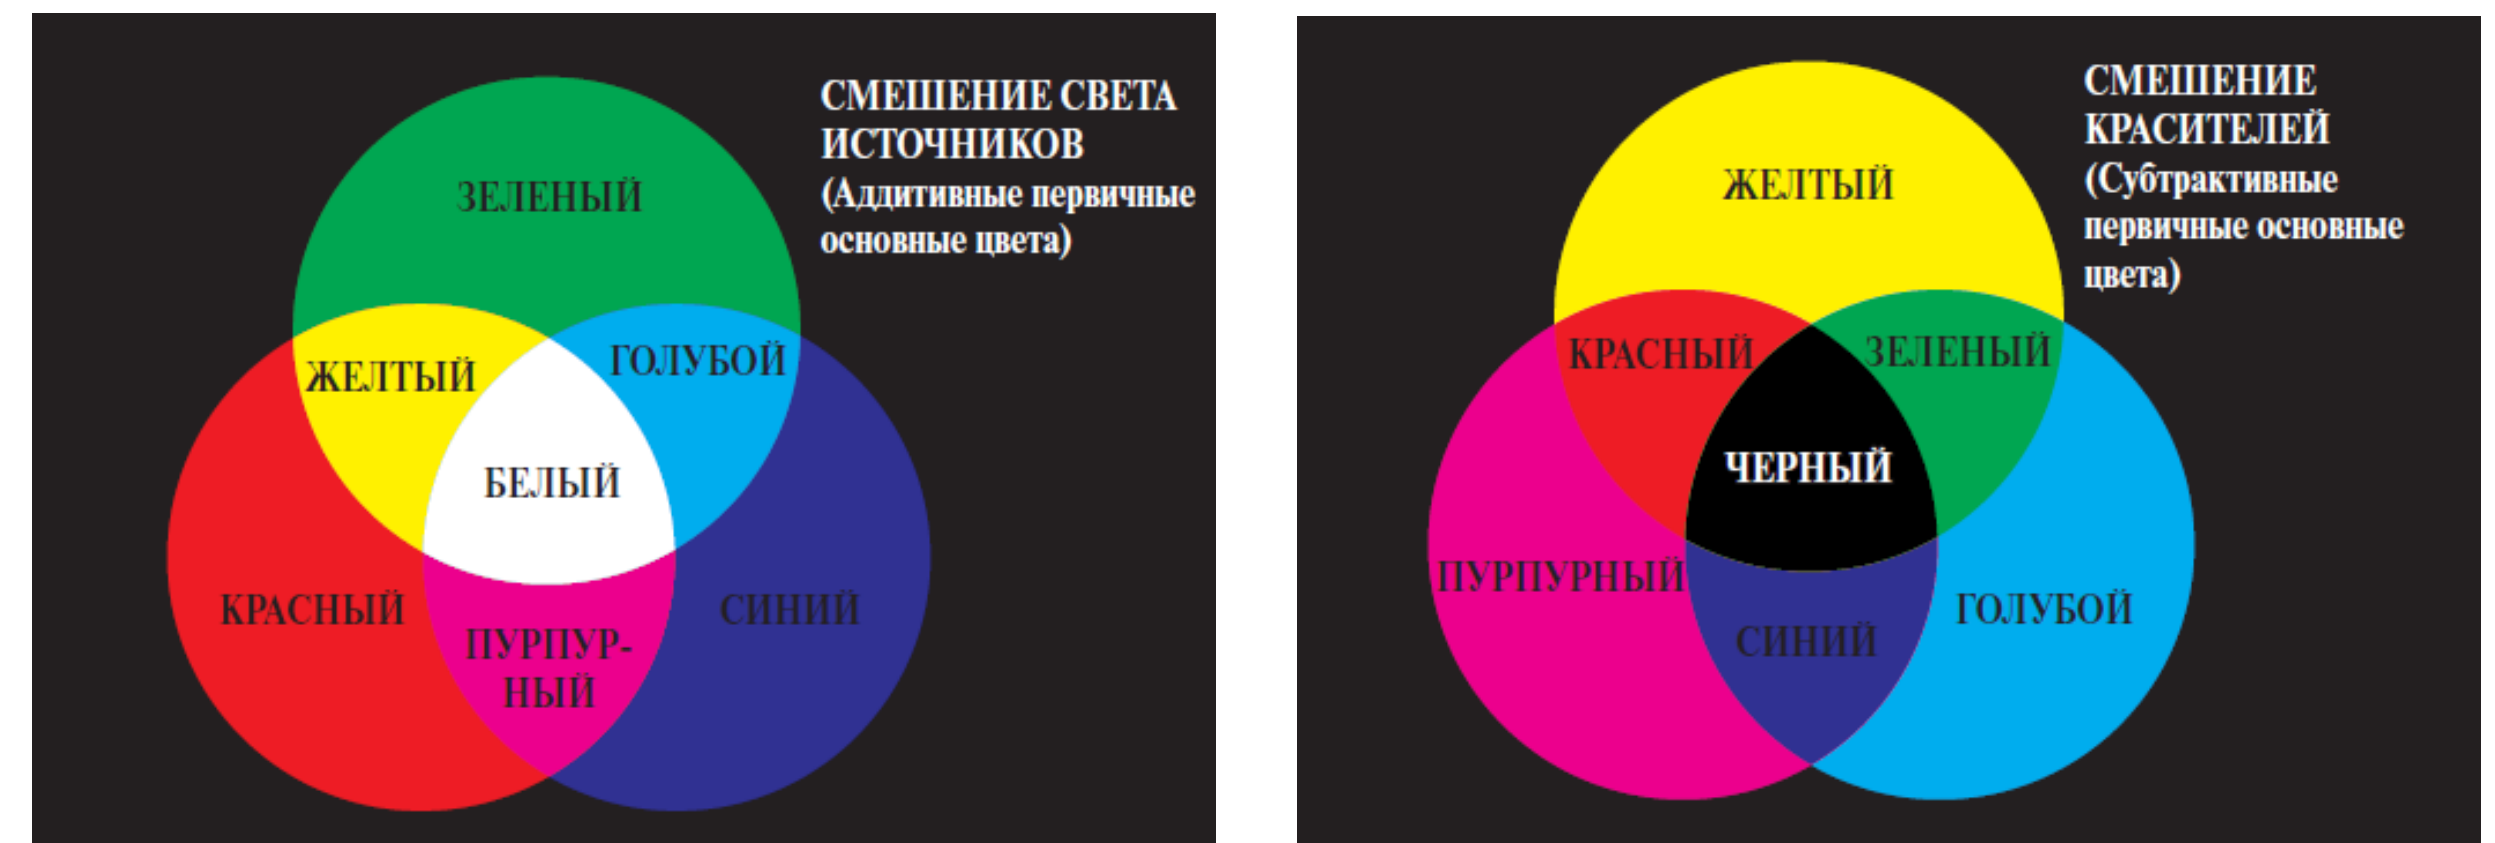 СМЕШЕНИЕ СВЕТА
ИСТОЧНИКОВ
(Аддитивные первичные
основные цвета)
ЗЕЛЕНЫЙ
ЖЕЛТЫЙ
ГОЛУБОЙ
БЕЛЫЙ
КРАСНЫЙ
СИНИЙ
ПУРПУР-
НЫЙ
СМЕШЕНИЕ
КРАСИТЕЛЕЙ
(Субтрактивные
первичные основные
цвета)
ЖЕЛТЫЙ
КРАСНЫЙ
ЗЕЛЕНЫЙ
ЧЕРНЫЙ
ПУРПУРНЫЙ
ГОЛУБОЙ
СИНИЙ